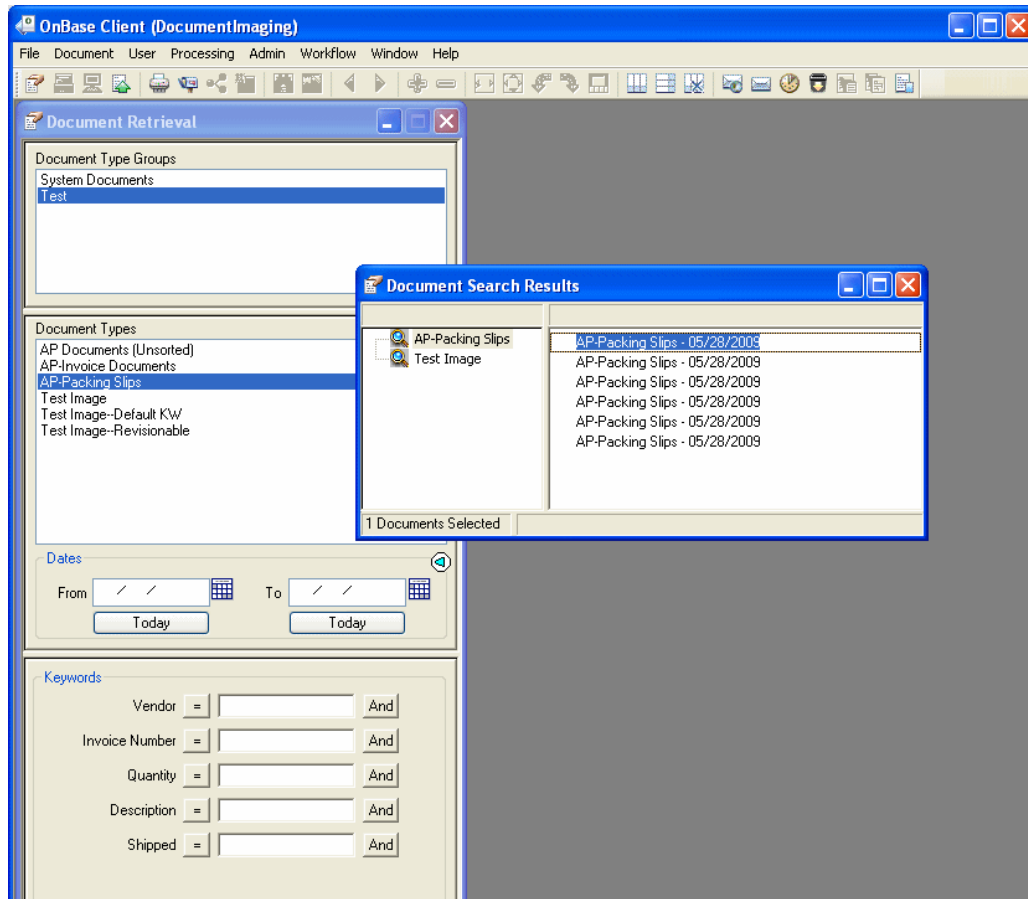 OnBase Client (DocumentImaging)
File Document User Processing Admin Workflow Window Help
Document Retrieval
Document Type Groups
System Documents
Test
Document Types
AP Documents (Unsorted)
AP-Invoice Documents
AP-Packing Slips
Test Image
Test Image--Default KW
Test Image--Revisionable
Dates
From / / To / /
Today Today
Keywords
Vendor = And
Invoice Number = And
Quantity = And
Description = And
Shipped = And
Document Search Results
AP-Packing Slips
Test Image
AP-Packing Slips - 05/28/2009
AP-Packing Slips - 05/28/2009
AP-Packing Slips - 05/28/2009
AP-Packing Slips - 05/28/2009
AP-Packing Slips - 05/28/2009
AP-Packing Slips - 05/28/2009
1 Documents Selected